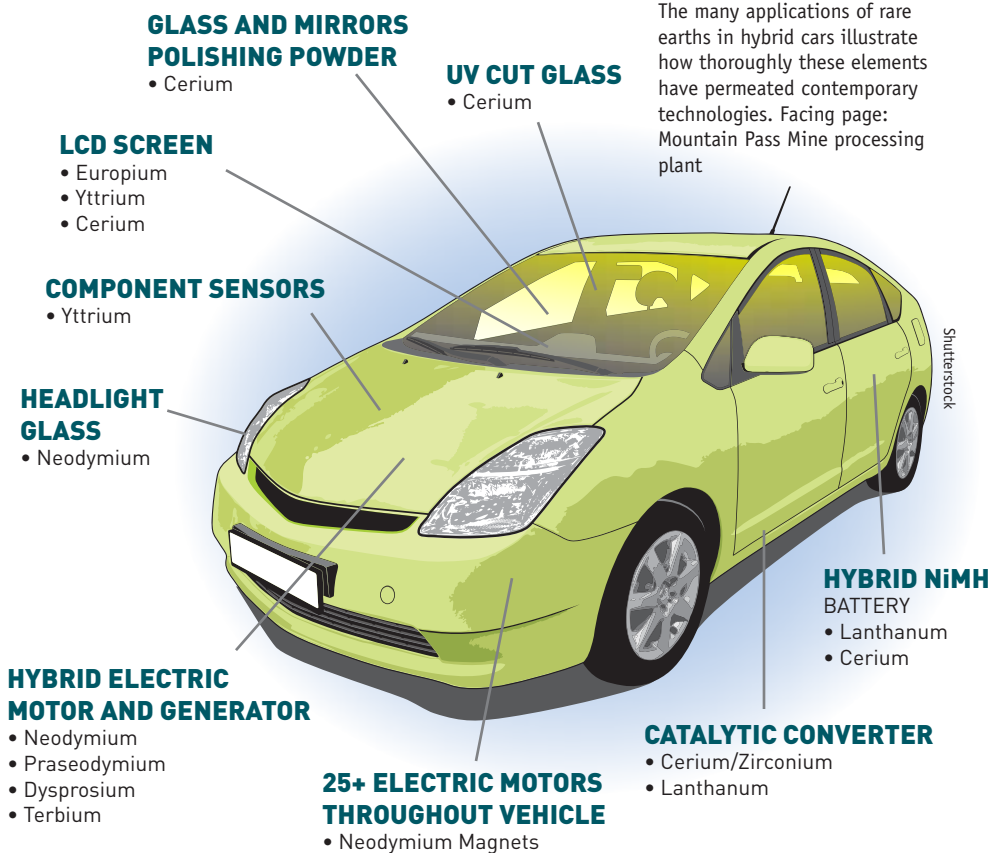 GLASS AND MIRRORS
POLISHING POWDER
• Cerium
UV CUT GLASS
• Cerium
The many applications of rare
earths in hybrid cars illustrate
how thoroughly these elements
have permeated contemporary
technologies. Facing page:
Mountain Pass Mine processing
plant
LCD SCREEN
• Europium
• Yttrium
• Cerium
COMPONENT SENSORS
• Yttrium
Shutterstock
HEADLIGHT
GLASS
• Neodymium
HYBRID NiMH
BATTERY
• Lanthanum
• Cerium
HYBRID ELECTRIC
MOTOR AND GENERATOR
• Neodymium
• Praseodymium
• Dysprosium
• Terbium
25+ ELECTRIC MOTORS
THROUGHOUT VEHICLE
• Neodymium Magnets
CATALYTIC CONVERTER
• Cerium/Zirconium
• Lanthanum